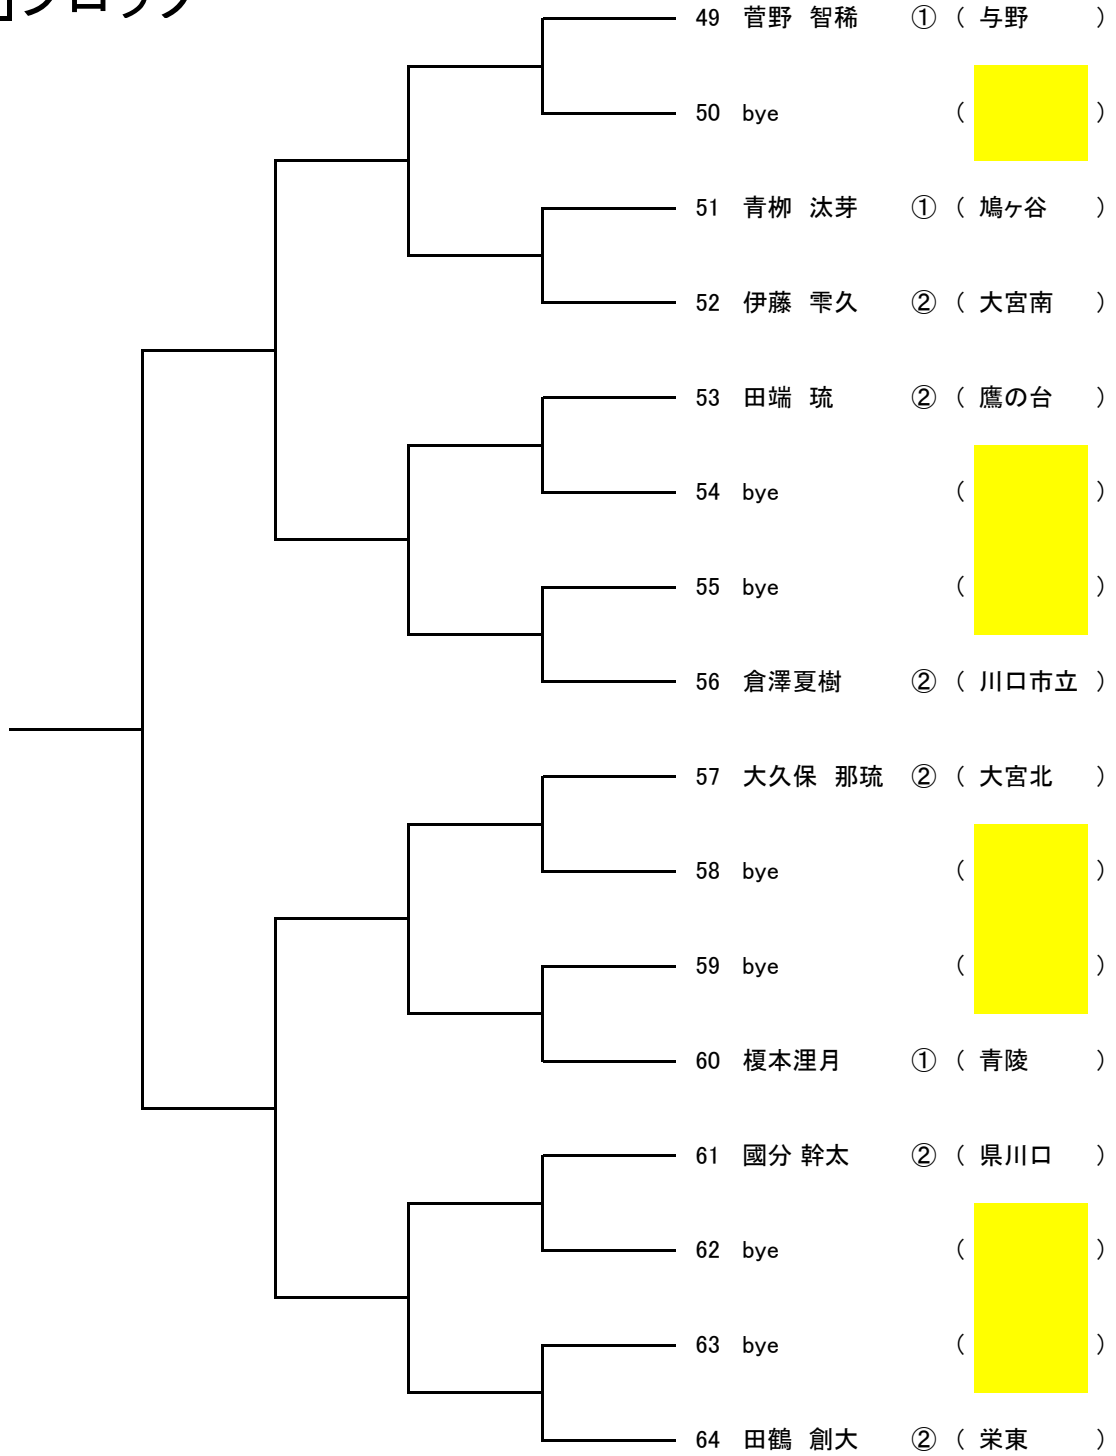 ブロック
49 菅野 智稀 ① ( 与野 )
50 bye ( )
51 青栁 汰芽 ① ( 鳩ヶ谷 )
52 伊藤 雫久 ② ( 大宮南 )
53 田端 琉 ② ( 鷹の台 )
54 bye ( )
55 bye ( )
56 倉澤夏樹 ② ( 川口市立 )
57 大久保 那琉 ② ( 大宮北 )
58 bye ( )
59 bye ( )
60 榎本浬月 ① ( 青陵 )
61 國分 幹太 ② ( 県川口 )
62 bye ( )
63 bye ( )
64 田鶴 創大 ② ( 栄東 )